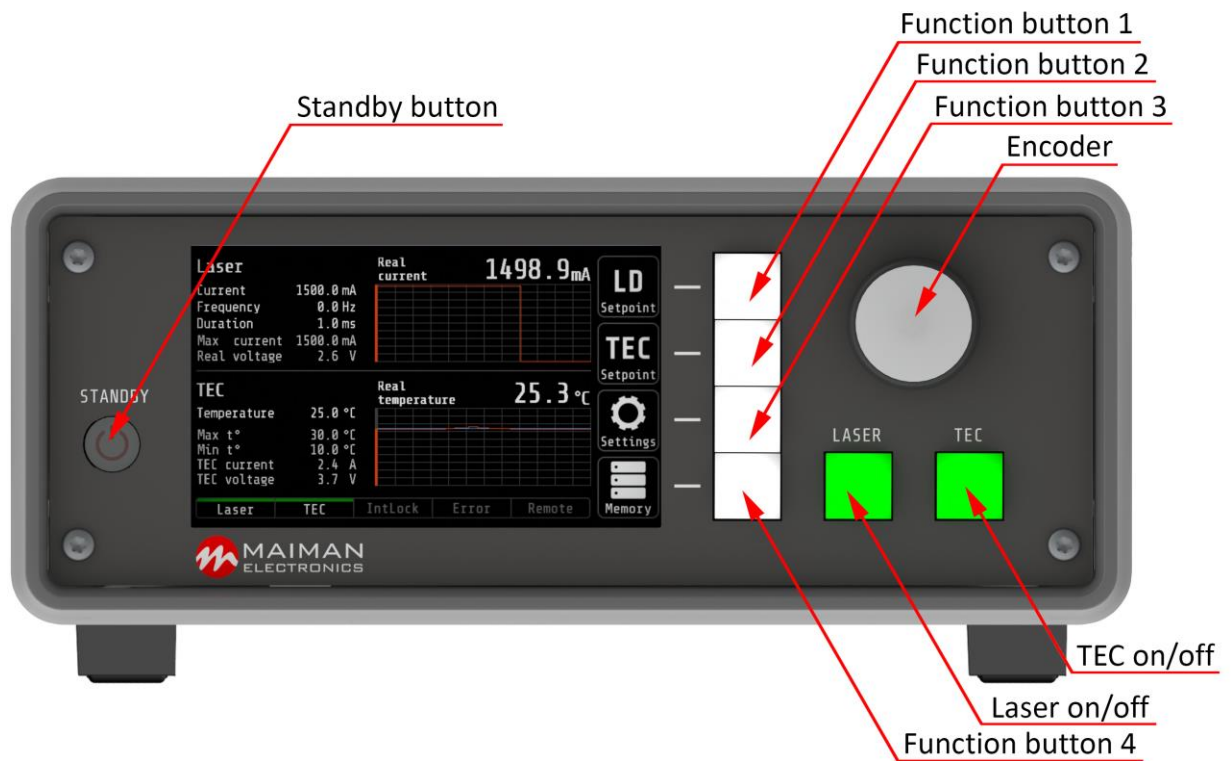 Function button 1
Function button 2
Function button 3
Encoder
Standby button
STANDBY
Laser
Real current 1498.9mA
Current 1500.0 mA
Frequency 0.0 Hz
Duration 1.0 ms
Max current 1500.0mA
Real voltage 2.6 V
TEC
Real temperature 25.3 °C
Temperature 25.0 °C
Max t° 30.0 °C
Min t° 10.0 °C
TEC current 2.4 A
TEC voltage 3.7 V
Laser TEC IntLock Error Remote
LD
Setpoint
TEC
Setpoint
Settings
Memory
LASER TEC
MAIMAN
ELECTRONICS
TEC on/off
Laser on/off
Function button 4